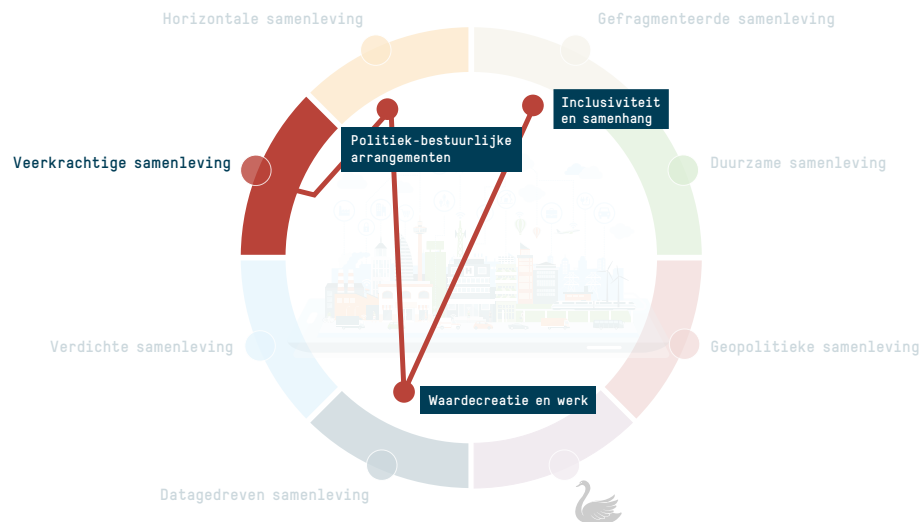 Horizontale samenleving
Gefragmenteerde samenleving
Inclusiviteit
en samenhang
Politiek-bestuurlijke
arrangementen
Veerkrachtige samenleving
Duurzame samenleving
Verdichte samenleving
Geopolitieke samenleving
Waardecreatie en werk
Datagedreven samenleving